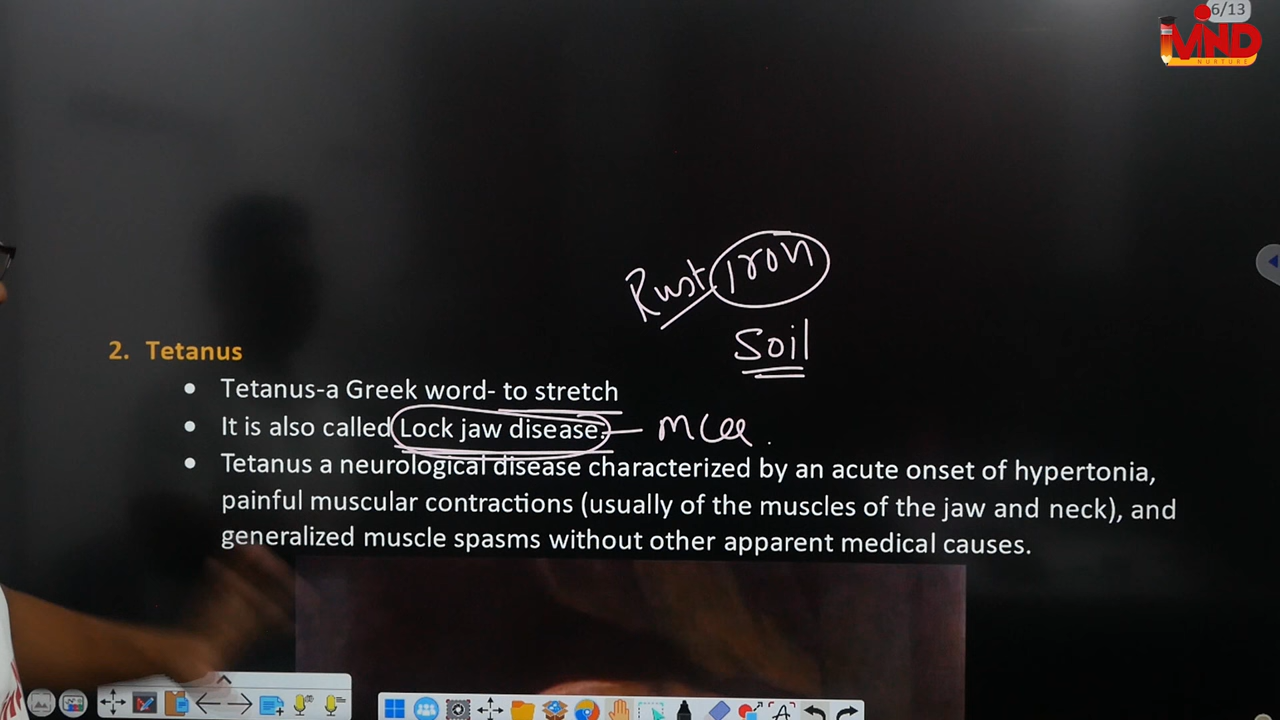 6/13
MIND
NURTURE
Rust Iron
Soil
2. Tetanus
• Tetanus-a Greek word- to stretch
• It is also called Lock jaw disease. — MCQ.
• Tetanus a neurological disease characterized by an acute onset of hypertonia,
painful muscular contractions (usually of the muscles of the jaw and neck), and
generalized muscle spasms without other apparent medical causes.